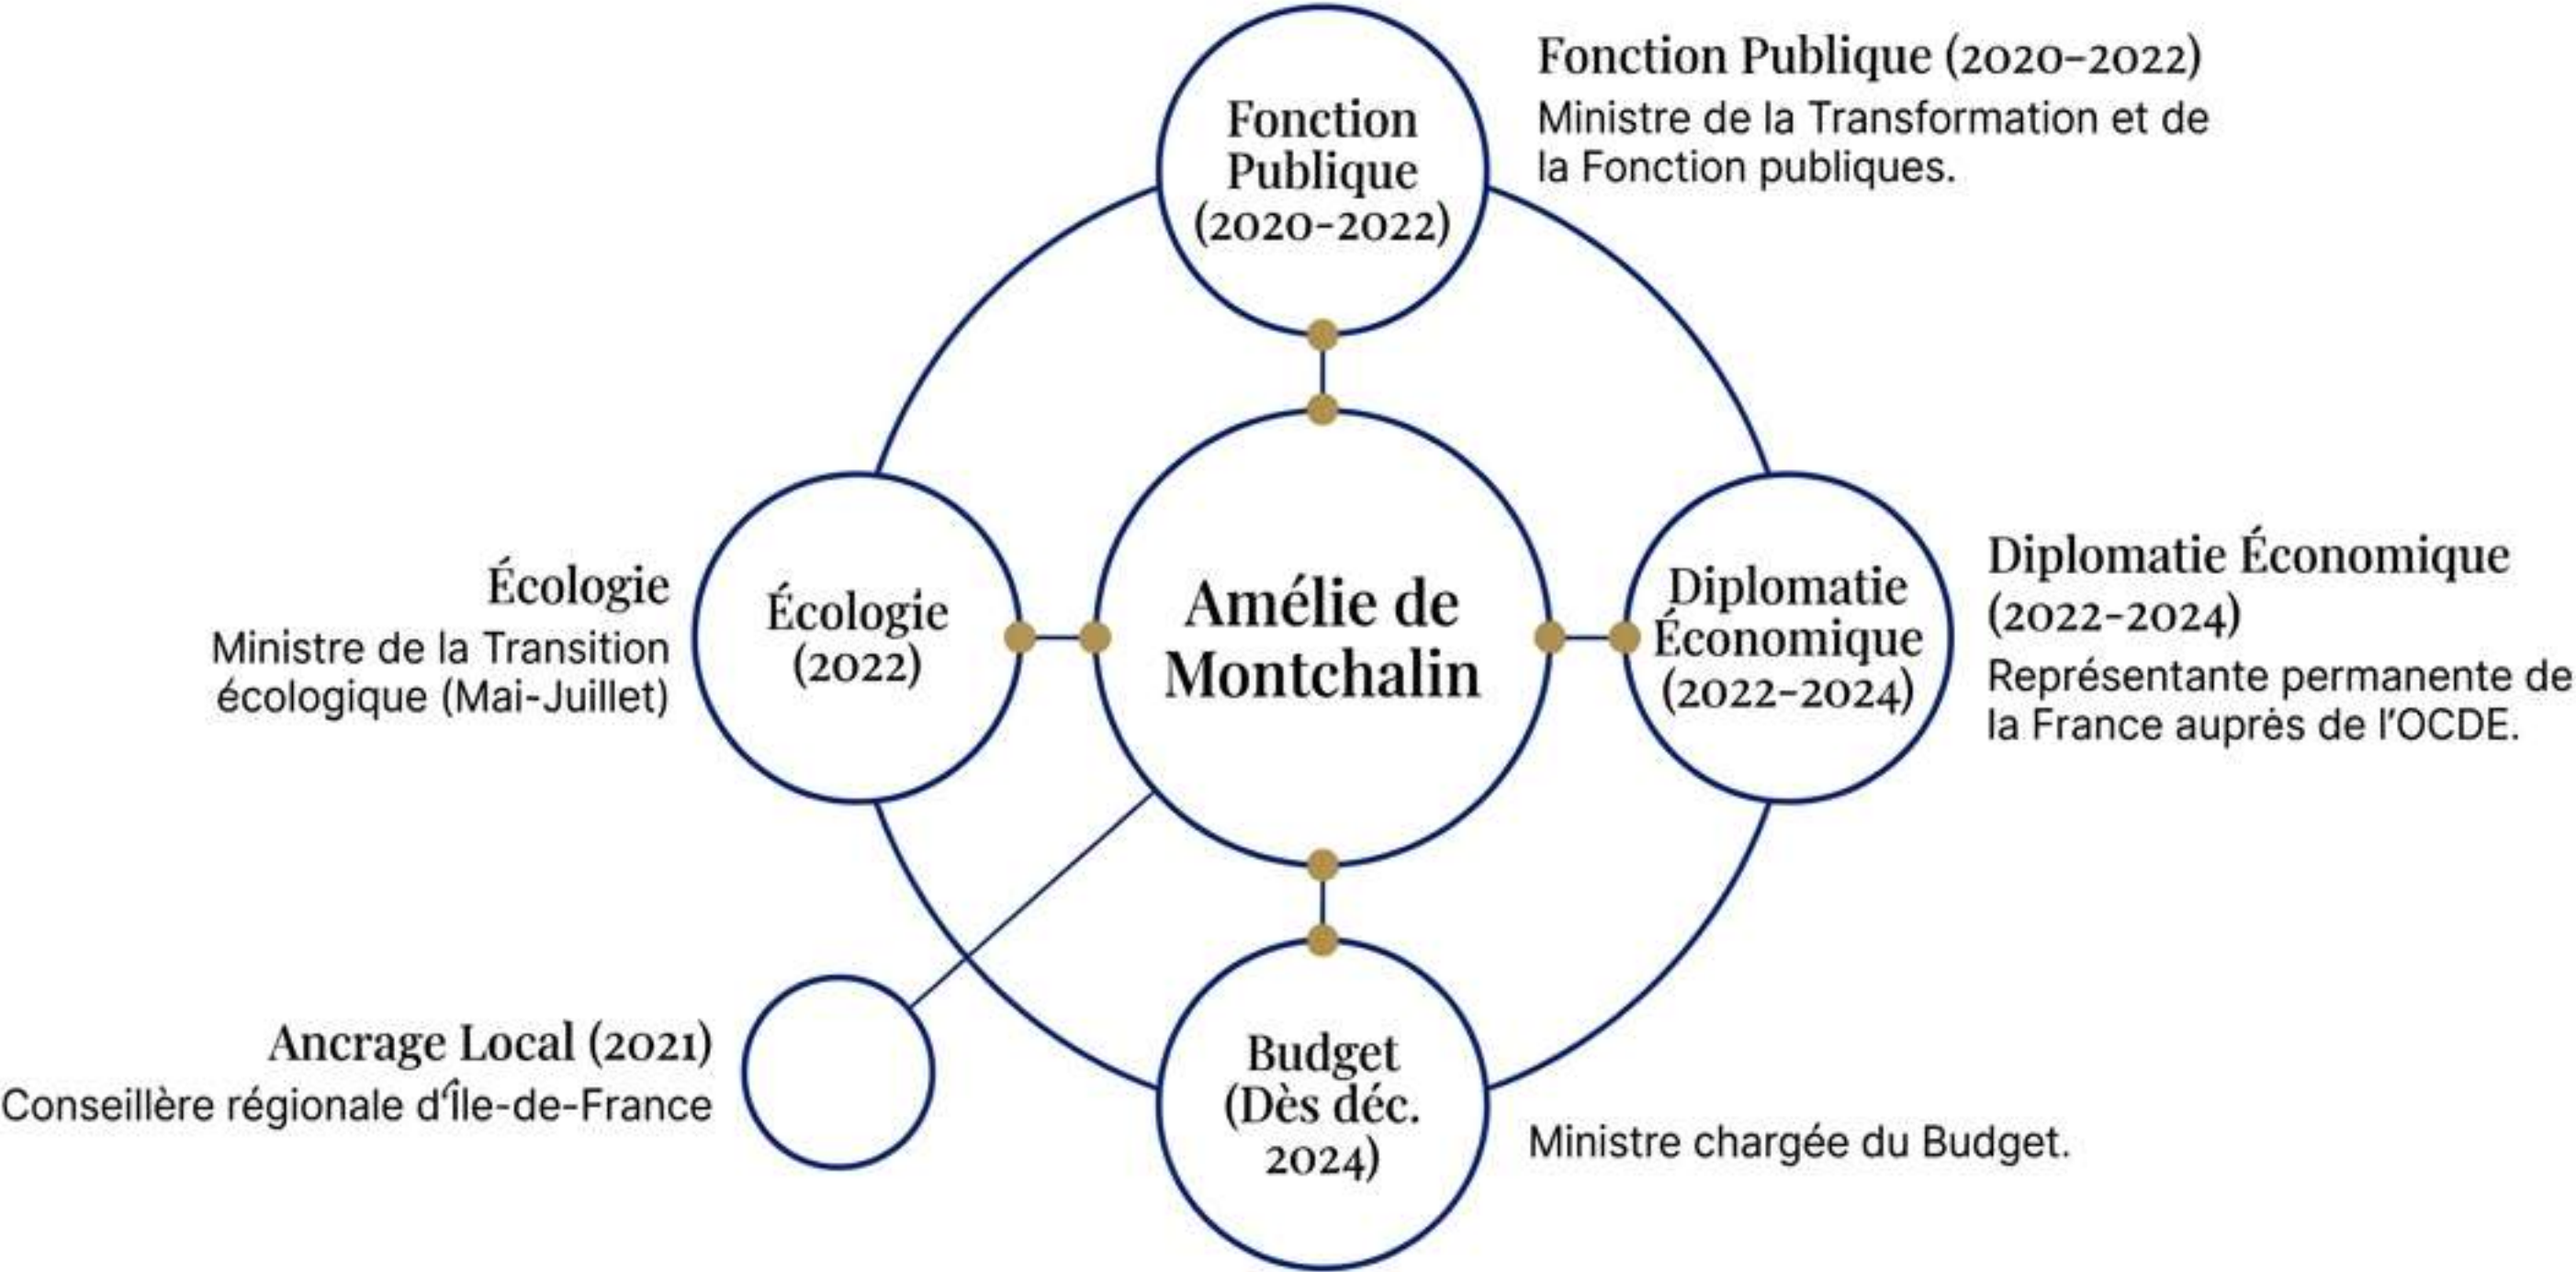 Fonction
Publique
(2020-2022)
Fonction Publique (2020-2022)
Ministre de la Transformation et de
la Fonction publiques.
Écologie
Ministre de la Transition
écologique (Mai-Juillet)
Écologie
(2022)
Amélie de
Montchalin
Diplomatie
Économique
(2022-2024)
Diplomatie Économique
(2022-2024)
Représentante permanente de
la France auprès de l'OCDE.
Ancrage Local (2021)
Conseillère régionale d'Île-de-France
Budget
(Dès déc.
2024)
Ministre chargée du Budget.